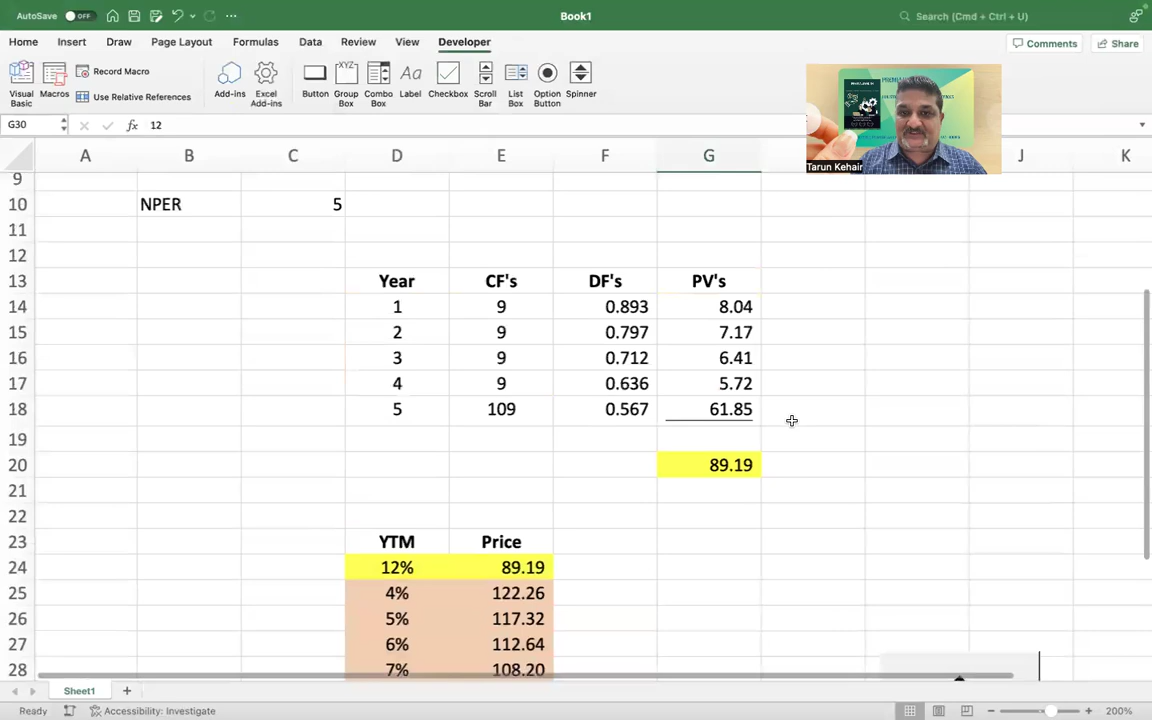 AutoSave OFF Book1 Search (Cmd + Ctrl + U)
Home Insert Draw Page Layout Formulas Data Review View Developer Comments Share
Visual Basic
Macros
Record Macro
Use Relative References
Add-ins
Excel Add-ins
Button
Group Box
Combo Box
Label
Checkbox
Scroll Bar
List Box
Option Button
Spinner
Tarun Kehair
G30 fx 12
A B C D E F G J K
9
10 NPER 5
11
12
13 Year CF's DF's PV's
14 1 9 0.893 8.04
15 2 9 0.797 7.17
16 3 9 0.712 6.41
17 4 9 0.636 5.72
18 5 109 0.567 61.85
19
20 89.19
21
22
23 YTM Price
24 12% 89.19
25 4% 122.26
26 5% 117.32
27 6% 112.64
28 7% 108.20
Sheet1
Ready Accessibility: Investigate 200%